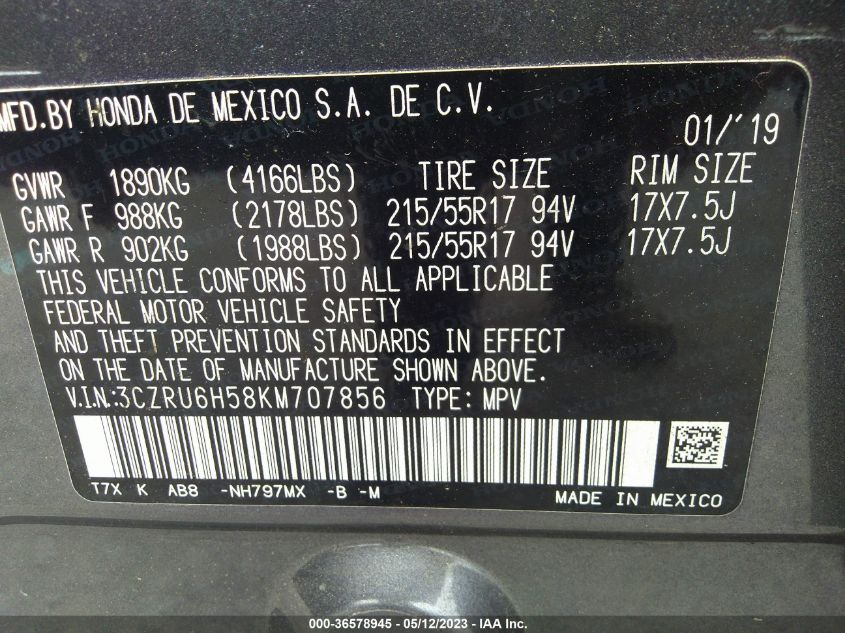 MFD.BY HONDA DE MEXICO S.A. DE C.V.
01/'19
GVWR 1890KG (4166LBS) TIRE SIZE RIM SIZE
GAWR F 988KG (2178LBS) 215/55R17 94V 17X7.5J
GAWR R 902KG (1988LBS) 215/55R17 94V 17X7.5J
THIS VEHICLE CONFORMS TO ALL APPLICABLE
FEDERAL MOTOR VEHICLE SAFETY
AND THEFT PREVENTION STANDARDS IN EFFECT
ON THE DATE OF MANUFACTURE SHOWN ABOVE.
V.I.N.:3CZRU6H58KM707856 TYPE: MPV
T7X K AB8 -NH797MX -B -M
MADE IN MEXICO
000-36578945 - 05/12/2023 - IAA Inc.